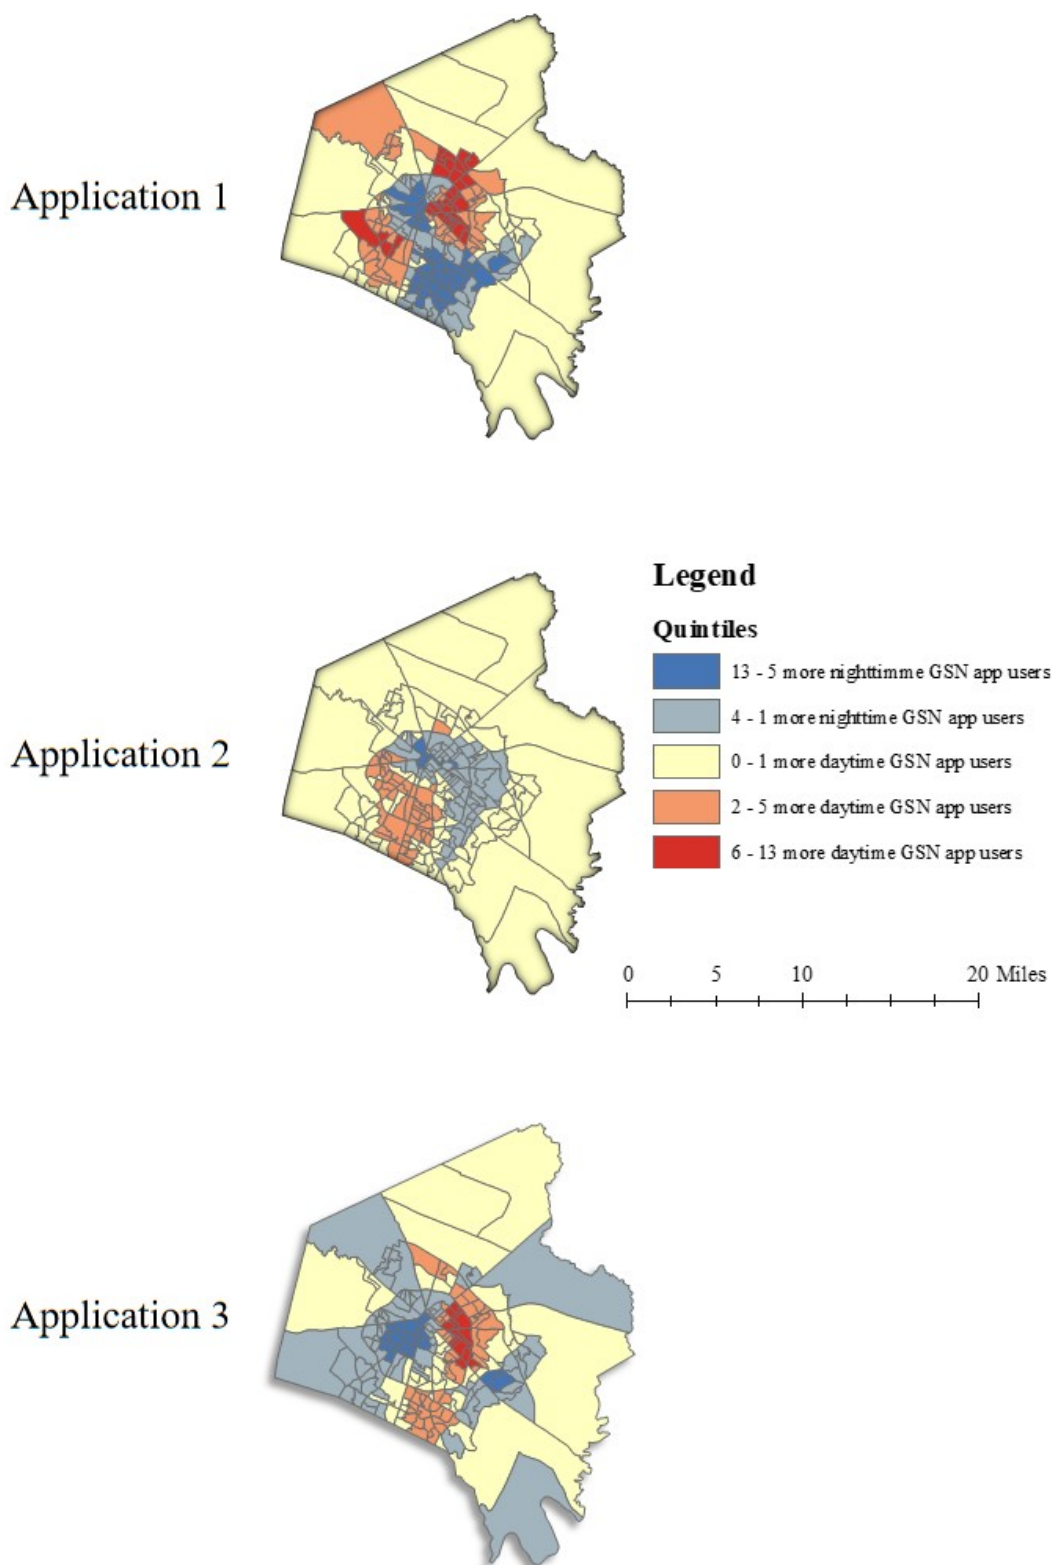 Application 1
Application 2
Legend
Quintiles
13 - 5 more nighttimme GSN app users
4 - 1 more nighttime GSN app users
0 - 1 more daytime GSN app users
2 - 5 more daytime GSN app users
6 - 13 more daytime GSN app users
0 5 10 20 Miles
Application 3